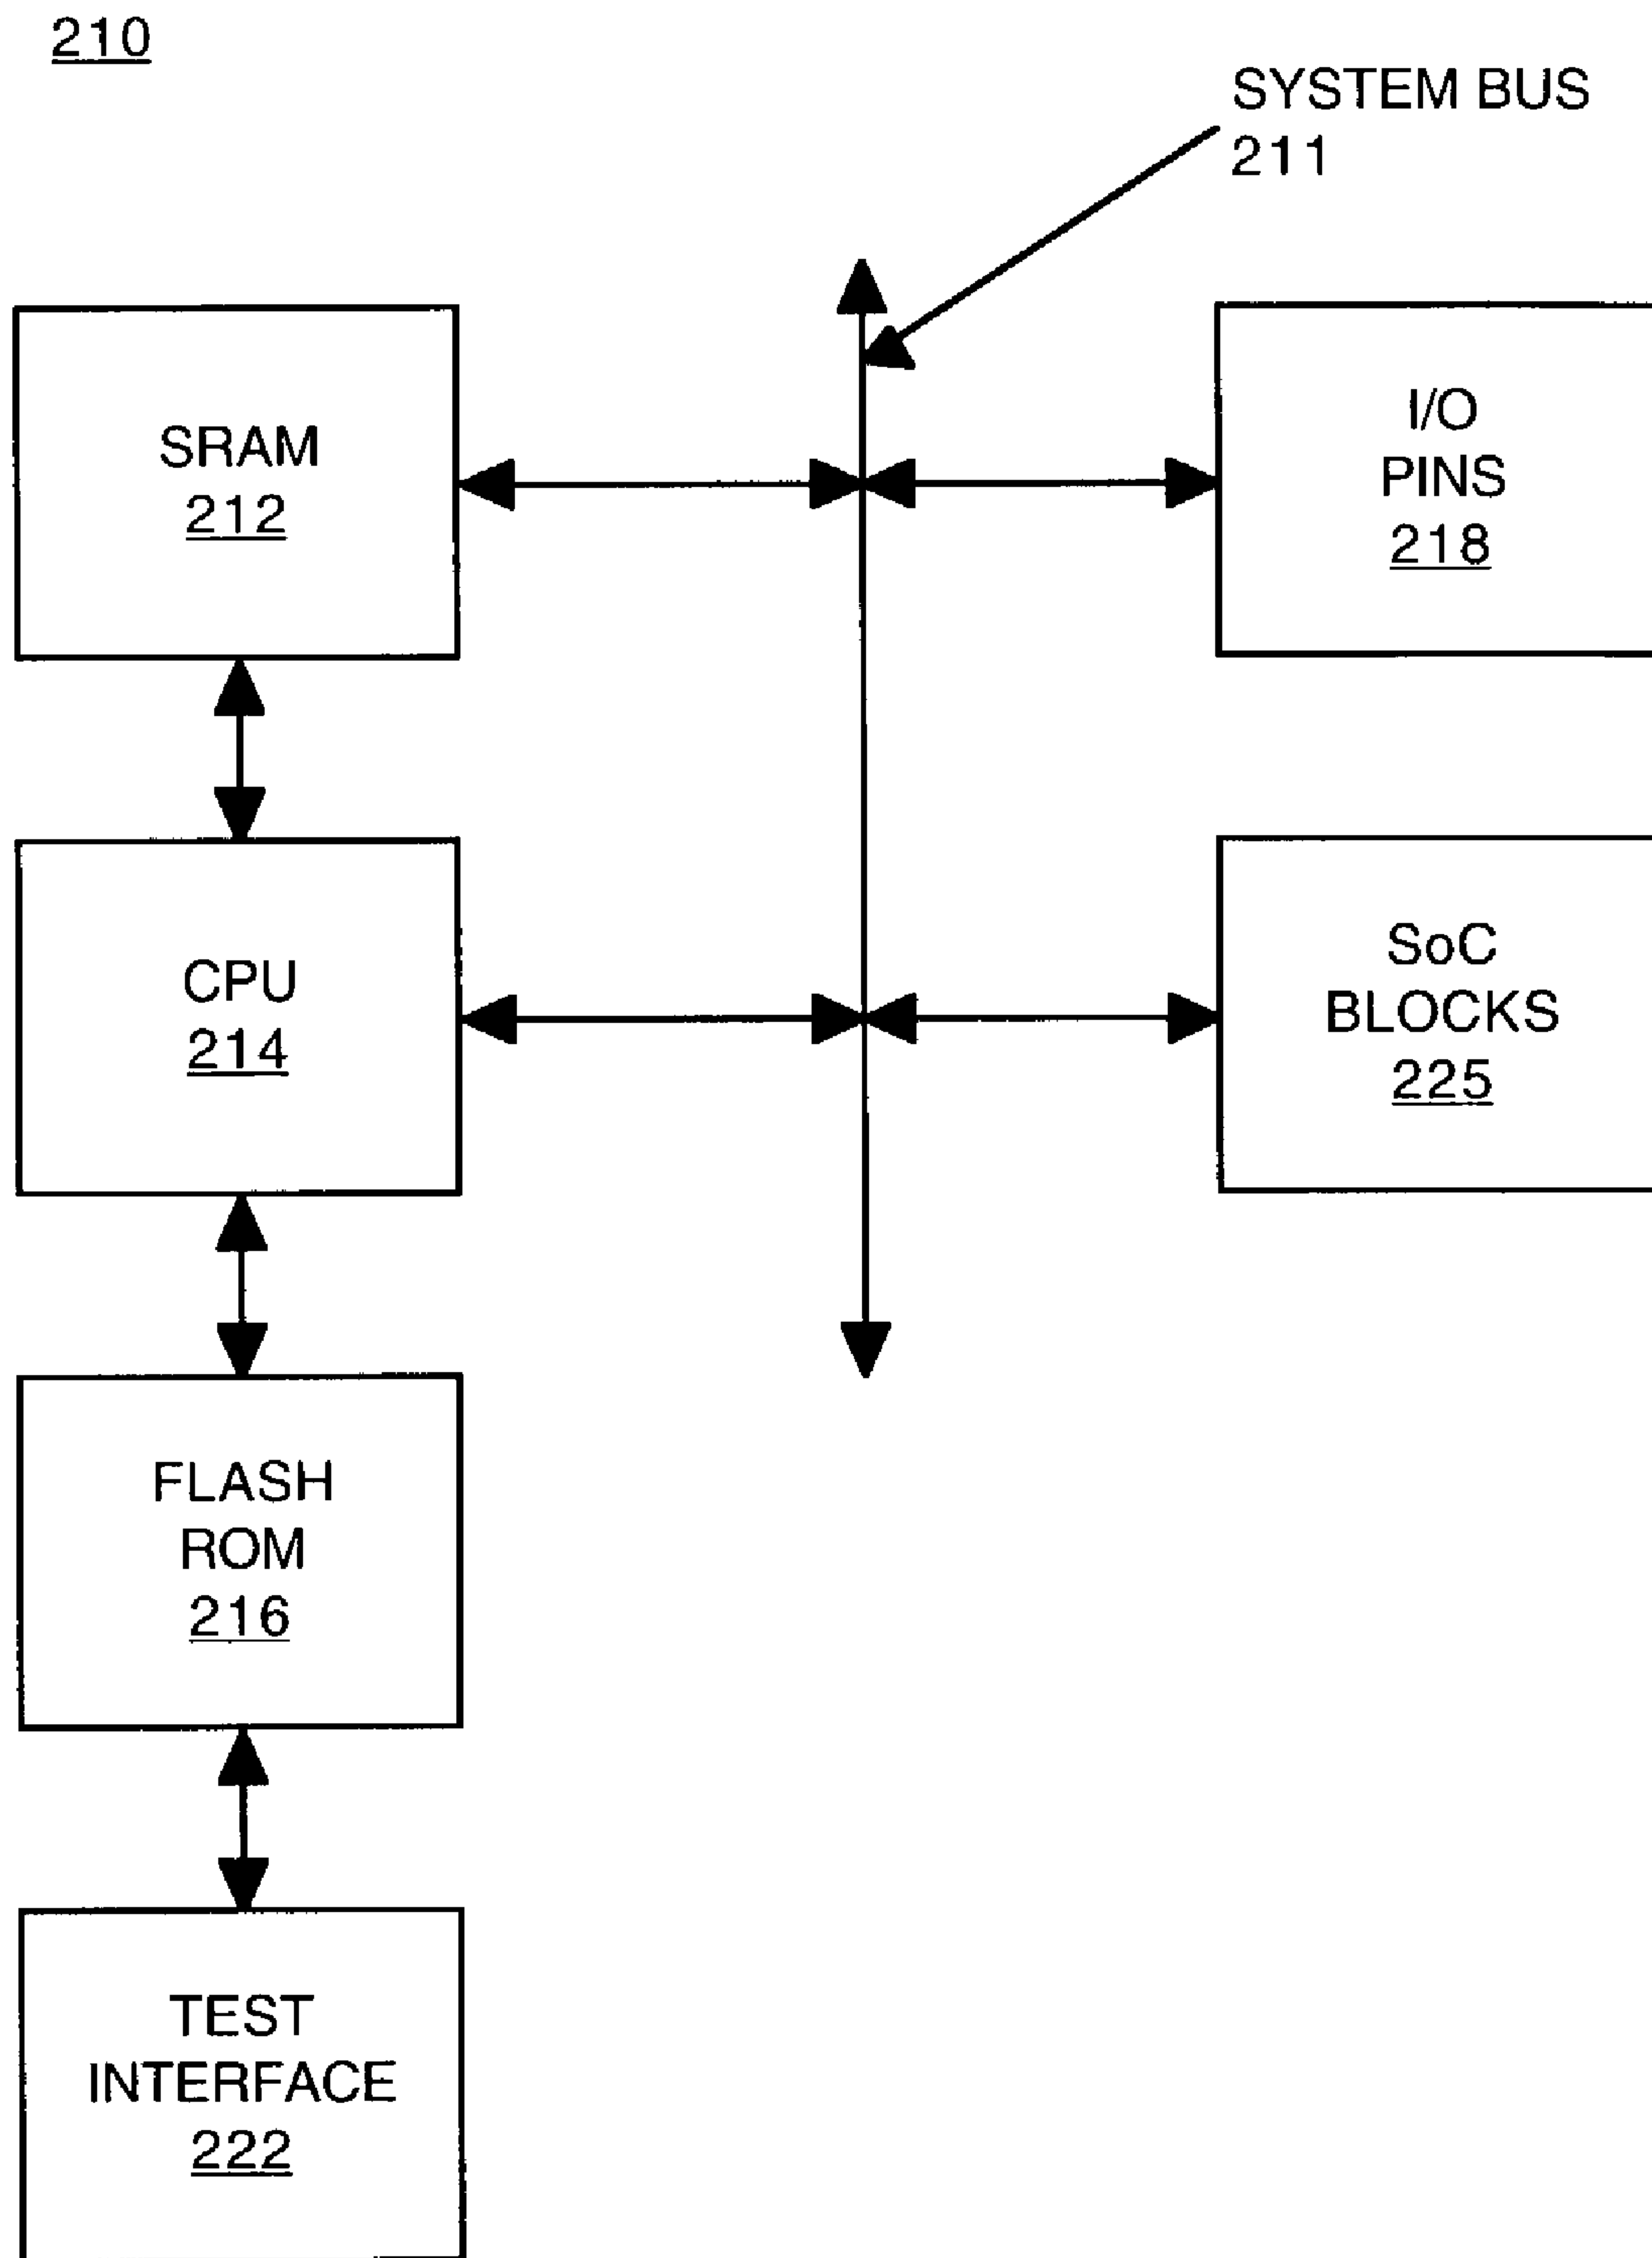 210
SYSTEM BUS
211
SRAM
212
I/O
PINS
218
CPU
214
SoC
BLOCKS
225
FLASH
ROM
216
TEST
INTERFACE
222